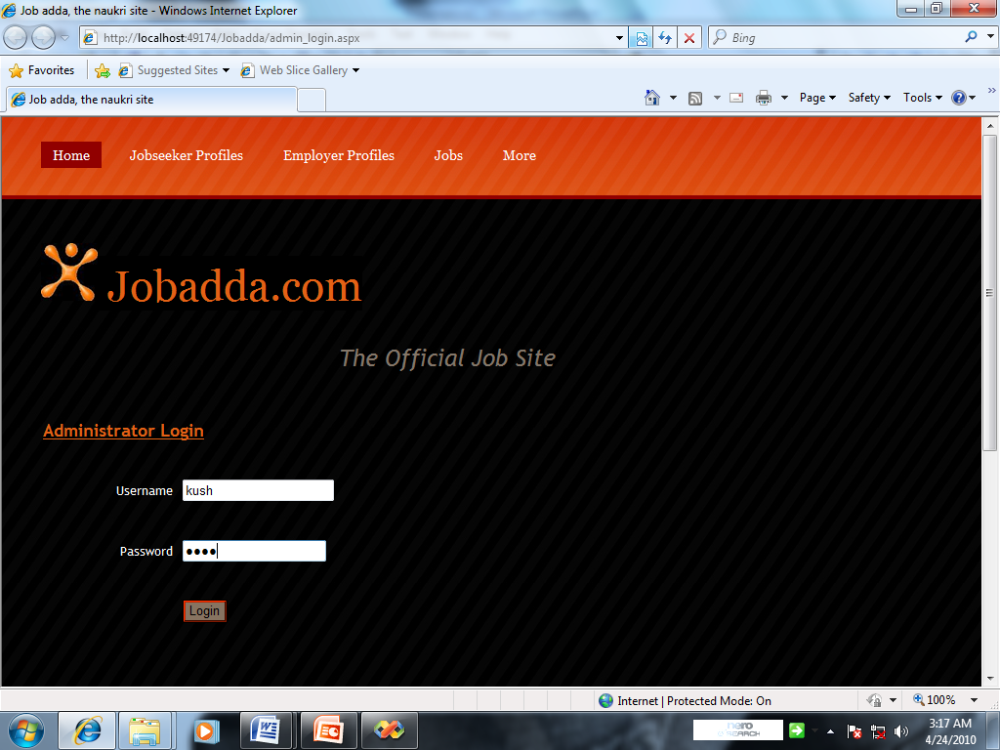 Job adda, the naukri site - Windows Internet Explorer
http://localhost:49174/Jobadda/admin_login.aspx
Bing
Favorites
Suggested Sites
Web Slice Gallery
Job adda, the naukri site
Page
Safety
Tools
Home
Jobseeker Profiles
Employer Profiles
Jobs
More
Jobadda.com
The Official Job Site
Administrator Login
Username
kush
Password
••••
Login
Internet | Protected Mode: On
100%
nero
SEARCH
3:17 AM
4/24/2010